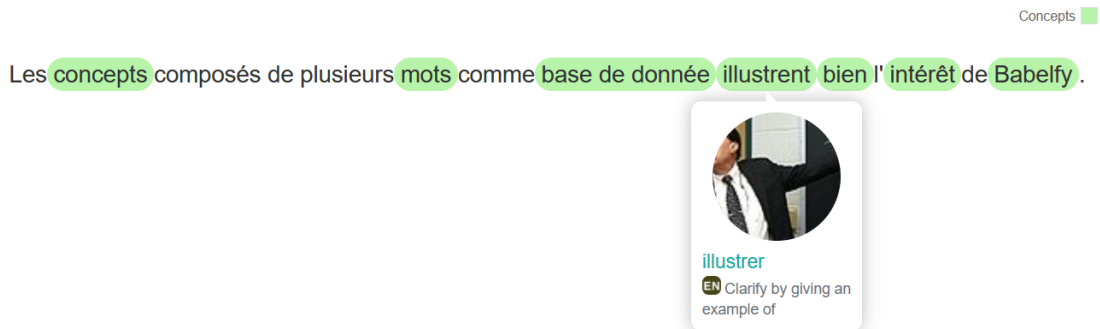 Concepts
Les concepts composés de plusieurs mots comme base de donnée illustrent bien l' intérêt de Babelfy .
illustrer
EN Clarify by giving an
example of